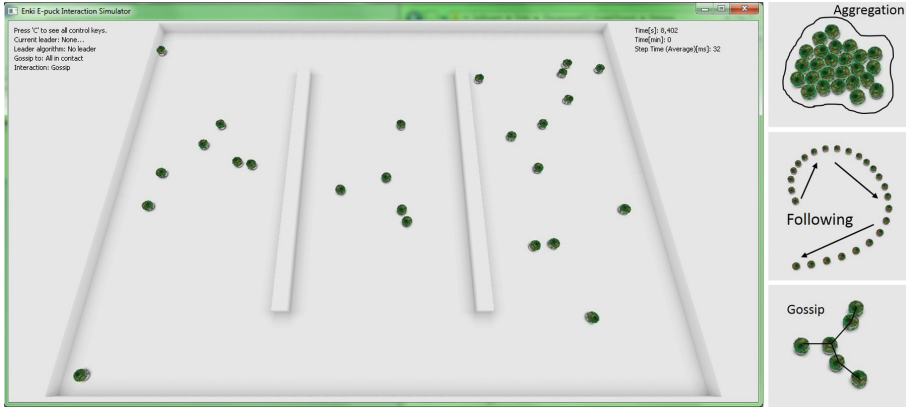 Enki E-puck Interaction Simulator
Press 'C' to see all control keys.
Current leader: None...
Leader algorithm: No leader
Gossip to: All in contact
Interaction: Gossip
Time[s]: 8,402
Time[min]: 0
Step Time (Average)[ms]: 32
Aggregation
Following
Gossip